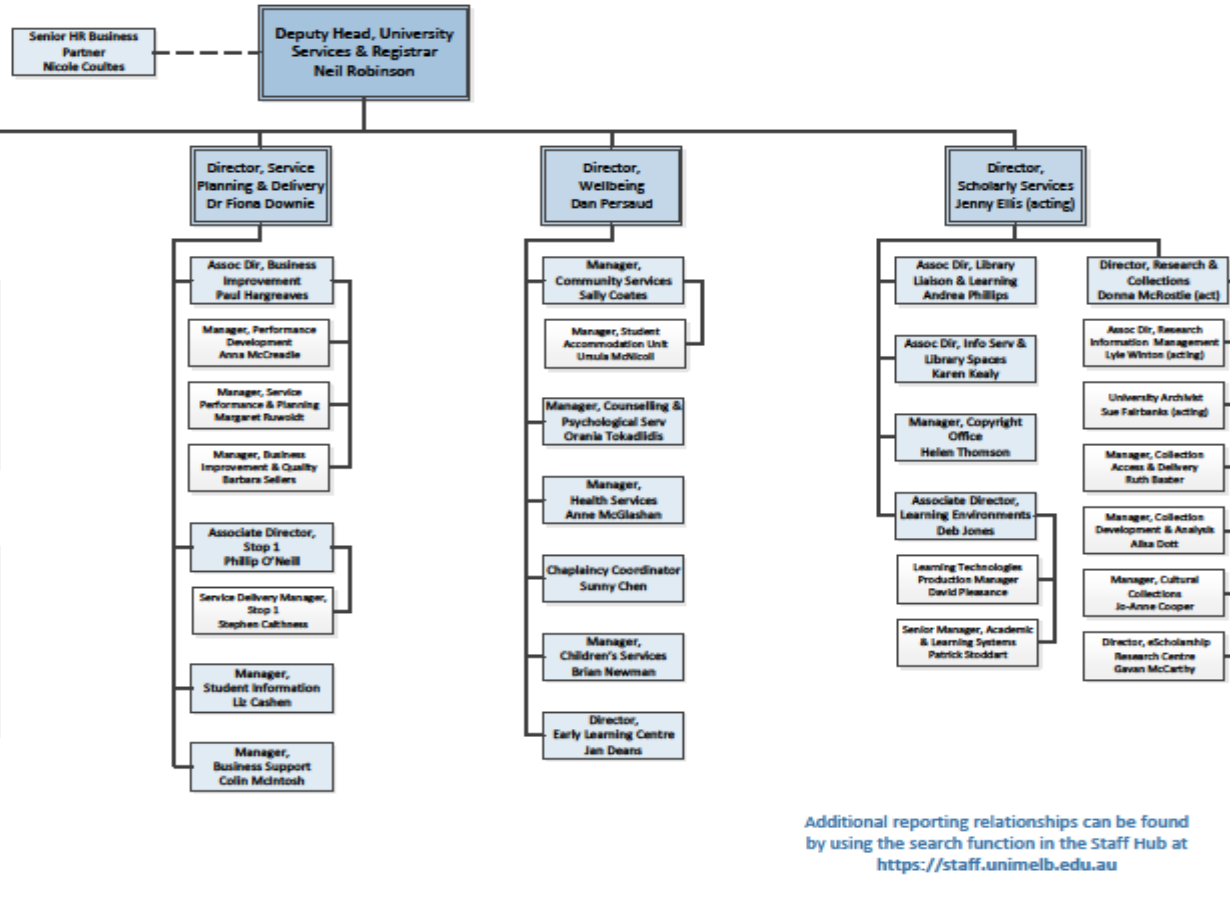 Senior HR Business
Partner
Nicole Coultes
Deputy Head, University
Services & Registrar
Neil Robinson
Director, Service
Planning & Delivery
Dr Fiona Downie
Assoc Dir, Business
Improvement
Paul Hargreaves
Manager, Performance
Development
Anna McCreadie
Manager, Service
Performance & Planning
Margaret Ruwoldt
Manager, Business
Improvement & Quality
Barbara Sellers
Associate Director,
Stop 1
Phillip O'Neill
Service Delivery Manager,
Stop 1
Stephen Caithness
Manager,
Student Information
Liz Cashen
Manager,
Business Support
Colin McIntosh
Director,
Wellbeing
Dan Persaud
Manager,
Community Services
Sally Coates
Manager, Student
Accommodation Unit
Ursula McNicoll
Manager, Counselling &
Psychological Serv
Orania Tokadlidis
Manager,
Health Services
Anne McGlashan
Chaplaincy Coordinator
Sunny Chen
Manager,
Children's Services
Brian Newman
Director,
Early Learning Centre
Jan Deans
Director,
Scholarly Services
Jenny Ellis (acting)
Assoc Dir, Library
Liaison & Learning
Andrea Phillips
Assoc Dir, Info Serv &
Library Spaces
Karen Kealy
Manager, Copyright
Office
Helen Thomson
Associate Director,
Learning Environments
Deb Jones
Learning Technologies
Production Manager
David Pleasance
Senior Manager, Academic
& Learning Systems
Patrick Stoddart
Director, Research &
Collections
Donna McRostie (act)
Assoc Dir, Research
Information Management
Lyle Winton (acting)
University Archivist
Sue Fairbanks (acting)
Manager, Collection
Access & Delivery
Ruth Baxter
Manager, Collection
Development & Analysis
Alisa Dott
Manager, Cultural
Collections
Jo-Anne Cooper
Director, eScholarship
Research Centre
Gavan McCarthy
Additional reporting relationships can be found
by using the search function in the Staff Hub at
https://staff.unimelb.edu.au